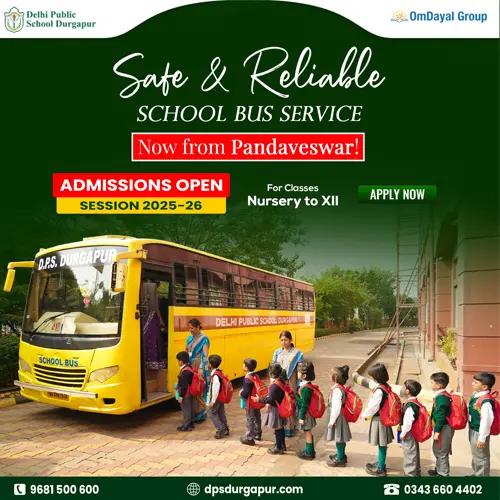 Delhi Public
School Durgapur
OmDayal Group
Safe & Reliable
SCHOOL BUS SERVICE
Now from Pandaveswar!
ADMISSIONS OPEN
SESSION 2025-26
For Classes
Nursery to XII
APPLY NOW
D.P.S. DURGAPUR
DELHI PUBLIC SCHOOL DURGAPUR
SCHOOL BUS
9681 500 600
dpsdurgapur.com
0343 660 4402